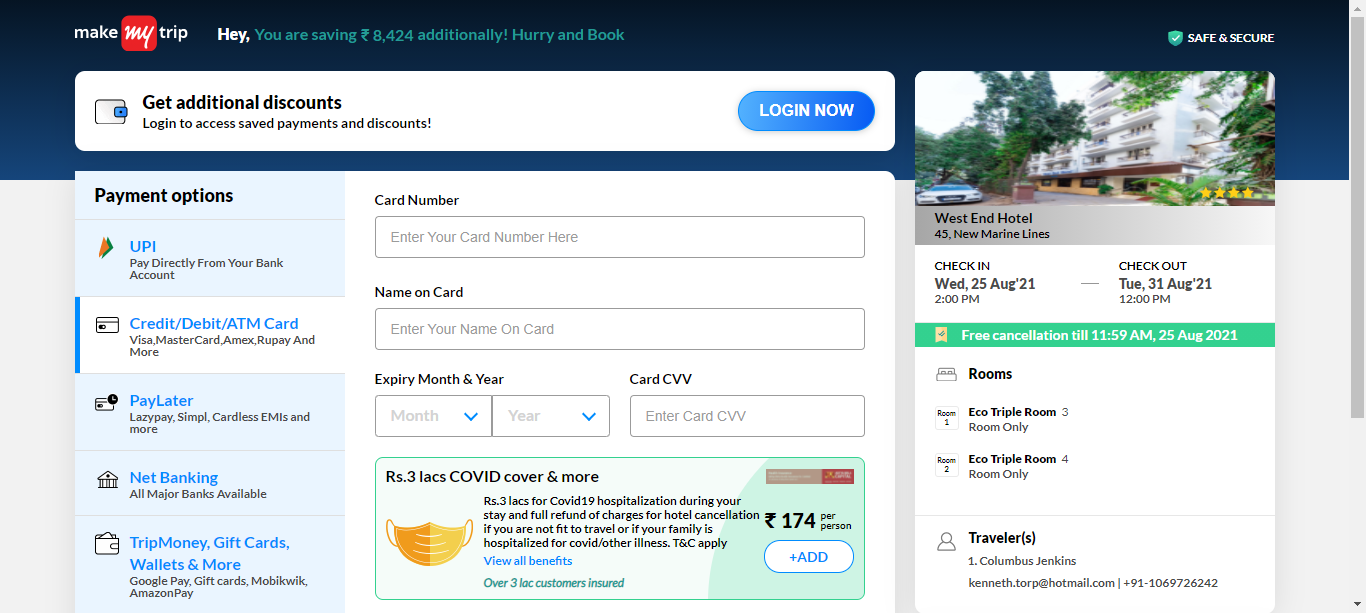 make my trip
Hey, You are saving ₹ 8,424 additionally! Hurry and Book
SAFE & SECURE
Get additional discounts
Login to access saved payments and discounts!
LOGIN NOW
Payment options
UPI
Pay Directly From Your Bank
Account
Credit/Debit/ATM Card
Visa,MasterCard,Amex,Rupay And
More
PayLater
Lazypay, Simpl, Cardless EMIs and
more
Net Banking
All Major Banks Available
TripMoney, Gift Cards,
Wallets & More
Google Pay, Gift cards, Mobikwik,
AmazonPay
Card Number
Enter Your Card Number Here
Name on Card
Enter Your Name On Card
Expiry Month & Year
Month
Year
Card CVV
Enter Card CVV
Rs.3 lacs COVID cover & more
Rs.3 lacs for Covid19 hospitalization during your
stay and full refund of charges for hotel cancellation
if you are not fit to travel or if your family is
hospitalized for covid/other illness. T&C apply
View all benefits
Over 3 lac customers insured
₹ 174 per
person
+ADD
West End Hotel
45, New Marine Lines
CHECK IN
Wed, 25 Aug'21
2:00 PM
CHECK OUT
Tue, 31 Aug'21
12:00 PM
Free cancellation till 11:59 AM, 25 Aug 2021
Rooms
Room
1
Eco Triple Room 3
Room Only
Room
2
Eco Triple Room 4
Room Only
Traveler(s)
1. Columbus Jenkins
kenneth.torp@hotmail.com | +91-1069726242